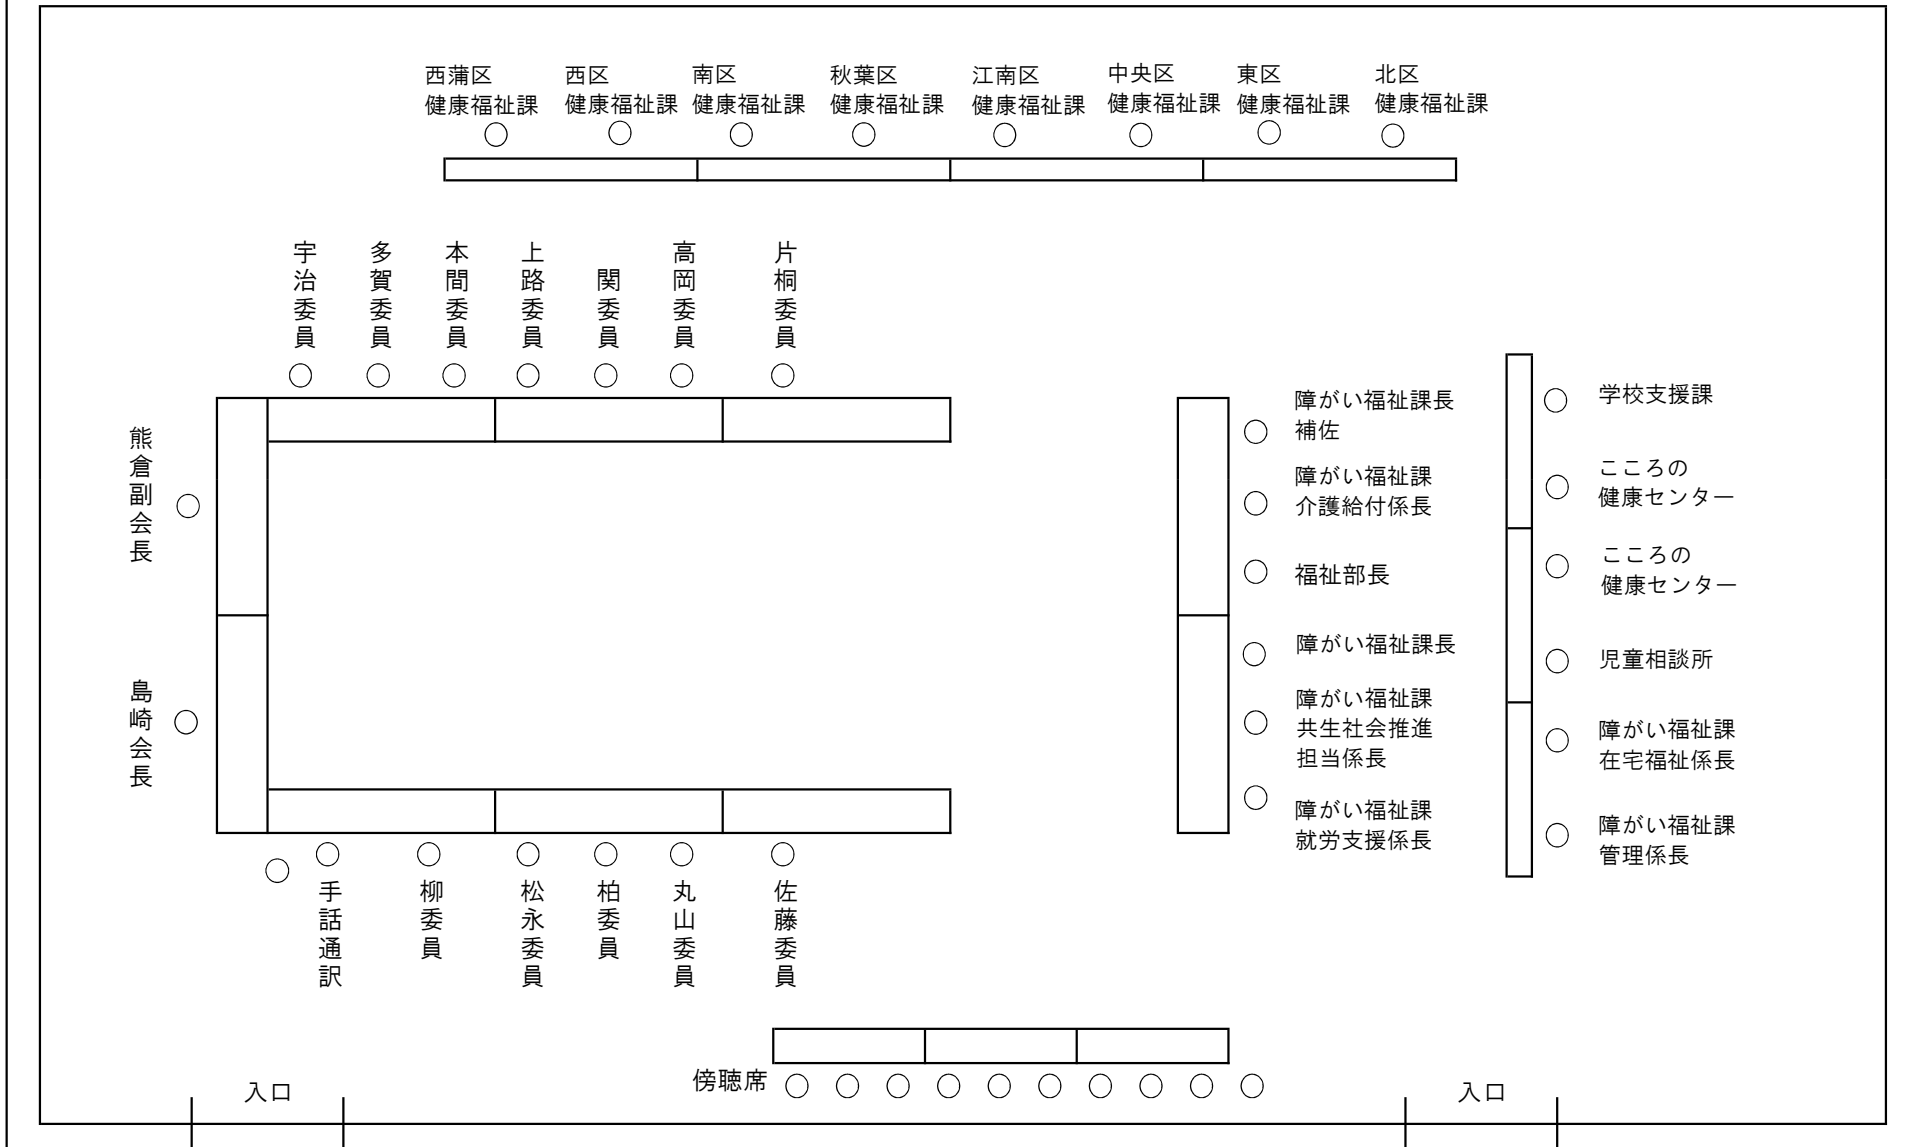 西蒲区
健康福祉課
西区
健康福祉課
南区
健康福祉課
秋葉区
健康福祉課
江南区
健康福祉課
中央区
健康福祉課
東区
健康福祉課
北区
健康福祉課
宇治委員
多賀委員
本間委員
上路委員
関委員
高岡委員
片桐委員
熊倉副会長
島崎会長
障がい福祉課長
補佐
障がい福祉課
介護給付係長
福祉部長
障がい福祉課長
障がい福祉課
共生社会推進
担当係長
障がい福祉課
就労支援係長
学校支援課
こころの
健康センター
こころの
健康センター
児童相談所
障がい福祉課
在宅福祉係長
障がい福祉課
管理係長
手話通訳
柳委員
松永委員
柏委員
丸山委員
佐藤委員
傍聴席
入口
入口